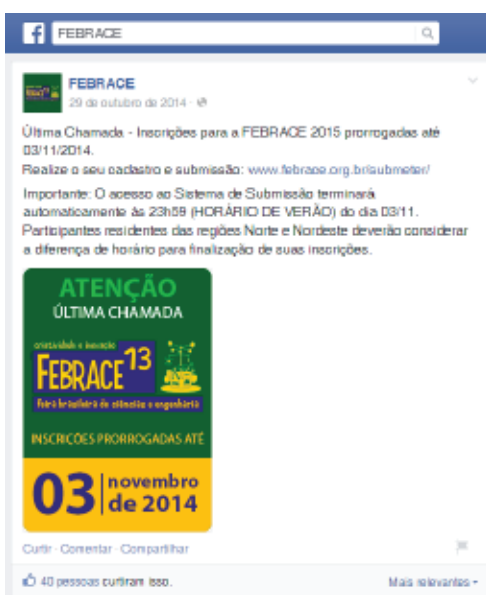 FEBRACE
FEBRACE
29 de outubro de 2014 ·
Última Chamada - Inscrições para a FEBRACE 2015 prorrogadas até
03/11/2014.
Realize o seu cadastro e submissão: www.febrace.org.br/submeter/
Importante: O acesso ao Sistema de Submissão terminará
automaticamente às 23h59 (HORÁRIO DE VERÃO) do dia 03/11.
Participantes residentes das regiões Norte e Nordeste deverão considerar
a diferença de horário para finalização de suas inscrições.
ATENÇÃO
ÚLTIMA CHAMADA
criatividade e inovação
FEBRACE 13
Feira brasileira de ciências e engenharia
INSCRIÇÕES PRORROGADAS ATÉ
03 novembro
de 2014
Curtir · Comentar · Compartilhar
40 pessoas curtiram isso.
Mais relevantes